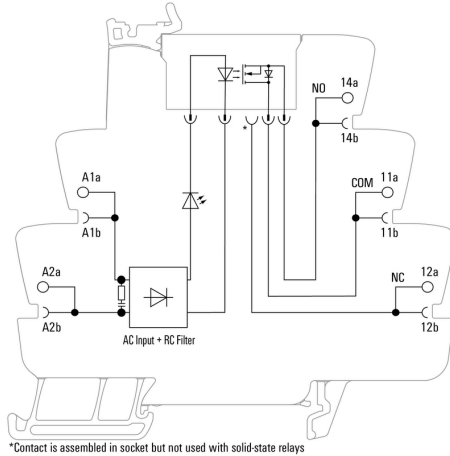 NO
14a
*
14b
A1a
COM
11a
A1b
11b
A2a
NC
12a
A2b
12b
AC Input + RC Filter
*Contact is assembled in socket but not used with solid-state relays